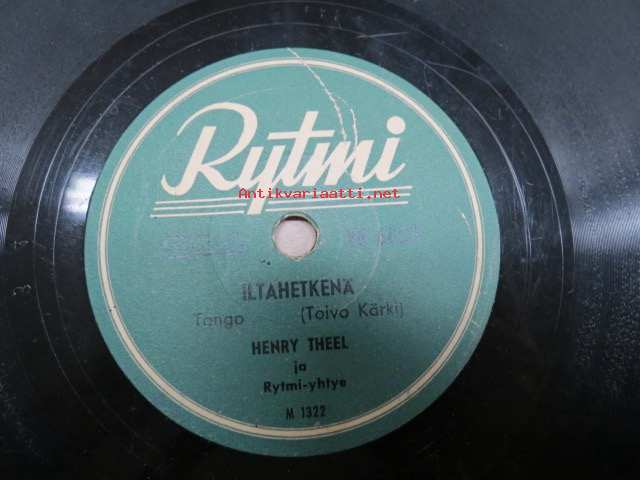 Rytmi
Antikvariaatti.net
ILTAHETKENÄ
Tango (Toivo Kärki)
HENRY THEEL
ja
Rytmi-yhtye
M 1322